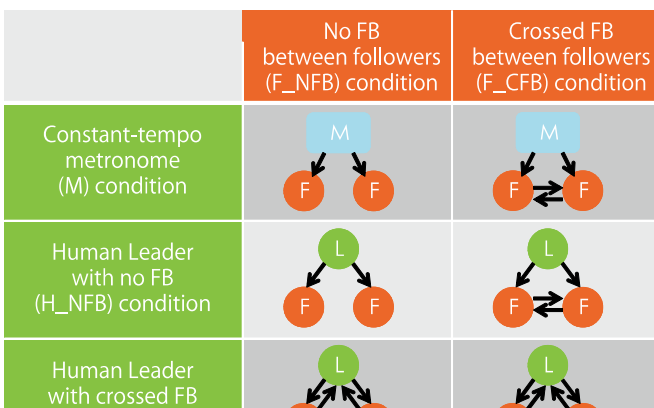 No FB
between followers
(F_NFB) condition
Crossed FB
between followers
(F_CFB) condition
Constant-tempo
metronome
(M) condition
M
F F
M
F F
Human Leader
with no FB
(H_NFB) condition
L
F F
L
F F
Human Leader
with crossed FB
L
L